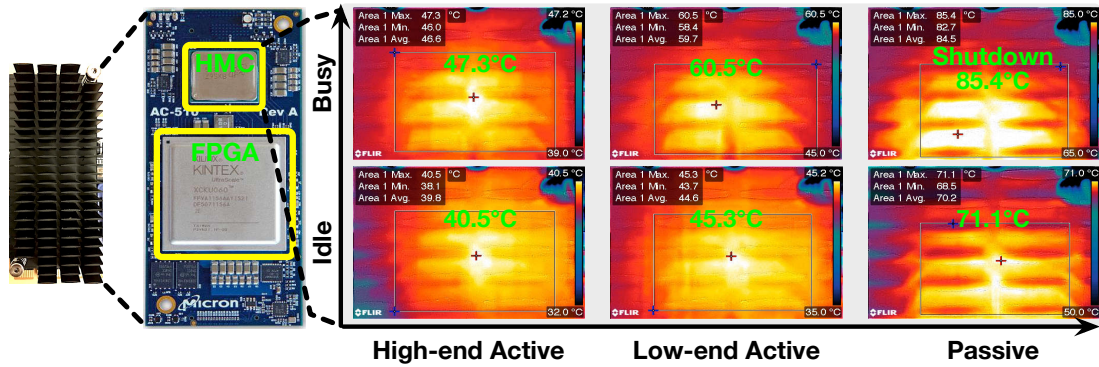 HMC
AC-510
Rev A
FPGA
XILINX
KINTEX
UltraScale™
XCKU060™
Micron
Busy
Idle
Area 1 Max. 47.3 °C
Area 1 Min. 46.0
Area 1 Avg. 46.6
47.2 °C
47.3°C
FLIR
39.0 °C
Area 1 Max. 60.5 °C
Area 1 Min. 58.4
Area 1 Avg. 59.7
60.5 °C
60.5°C
FLIR
45.0 °C
Area 1 Max. 85.4 °C
Area 1 Min. 82.7
Area 1 Avg. 84.5
85.0 °C
Shutdown
85.4°C
FLIR
65.0 °C
Area 1 Max. 40.5 °C
Area 1 Min. 38.1
Area 1 Avg. 39.8
40.5 °C
40.5°C
FLIR
32.0 °C
Area 1 Max. 45.3 °C
Area 1 Min. 43.7
Area 1 Avg. 44.6
45.2 °C
45.3°C
FLIR
35.0 °C
Area 1 Max. 71.1 °C
Area 1 Min. 68.5
Area 1 Avg. 70.2
71.0 °C
71.1°C
FLIR
50.0 °C
High-end Active
Low-end Active
Passive